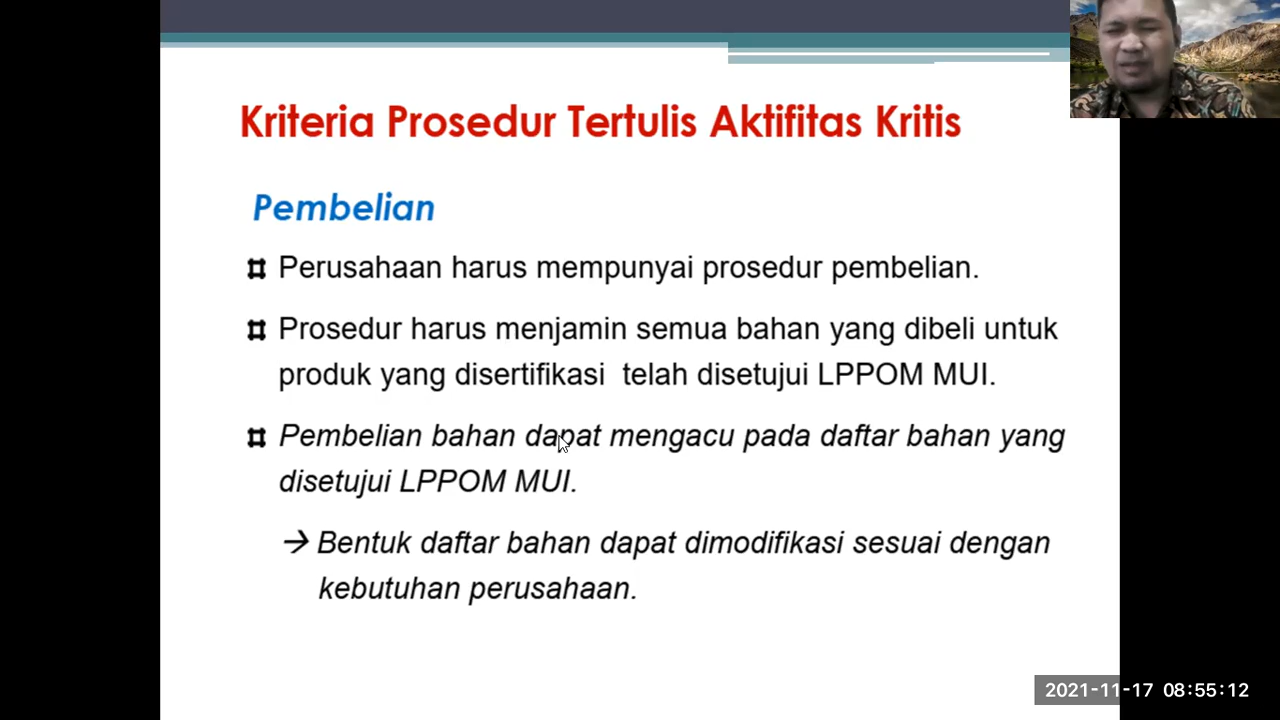 Kriteria Prosedur Tertulis Aktifitas Kritis
Pembelian
Perusahaan harus mempunyai prosedur pembelian.
Prosedur harus menjamin semua bahan yang dibeli untuk
produk yang disertifikasi telah disetujui LPPOM MUI.
Pembelian bahan dapat mengacu pada daftar bahan yang
disetujui LPPOM MUI.
→ Bentuk daftar bahan dapat dimodifikasi sesuai dengan
kebutuhan perusahaan.
2021-11-17 08:55:12